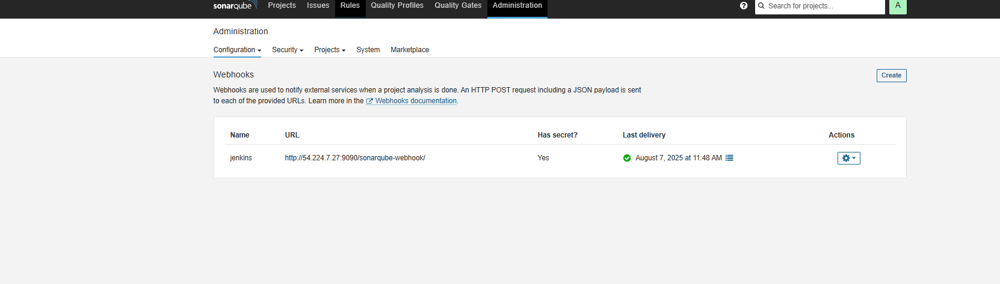 sonarqube Projects Issues Rules Quality Profiles Quality Gates Administration ? Search for projects... A
Administration
Configuration Security Projects System Marketplace
Webhooks Create
Webhooks are used to notify external services when a project analysis is done. An HTTP POST request including a JSON payload is sent
to each of the provided URLs. Learn more in the Webhooks documentation.
Name URL Has secret? Last delivery Actions
jenkins http://54.224.7.27:9090/sonarqube-webhook/ Yes August 7, 2025 at 11:48 AM